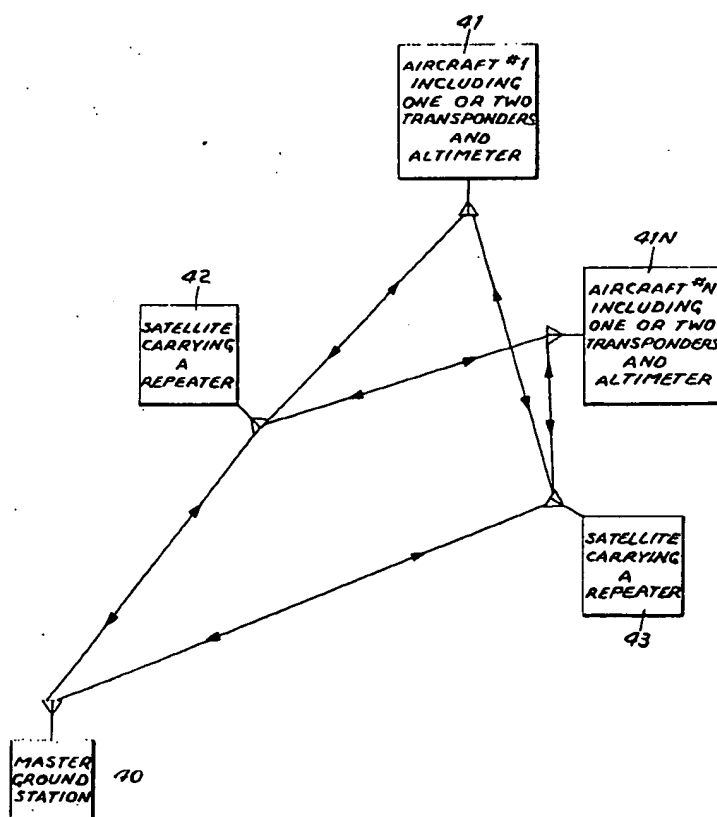 41
AIRCRAFT #1
INCLUDING
ONE OR TWO
TRANSPONDERS
AND
ALTIMETER
41N
AIRCRAFT #N
INCLUDING
ONE OR TWO
TRANSPONDERS
AND
ALTIMETER
42
SATELLITE
CARRYING
A
REPEATER
SATELLITE
CARRYING
A
REPEATER
43
MASTER
GROUND
STATION
40